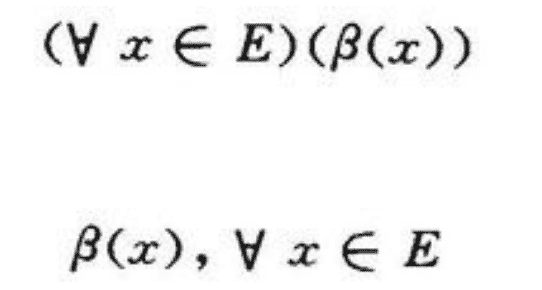 (∀ x ∈ E)(β(x))
β(x), ∀ x ∈ E